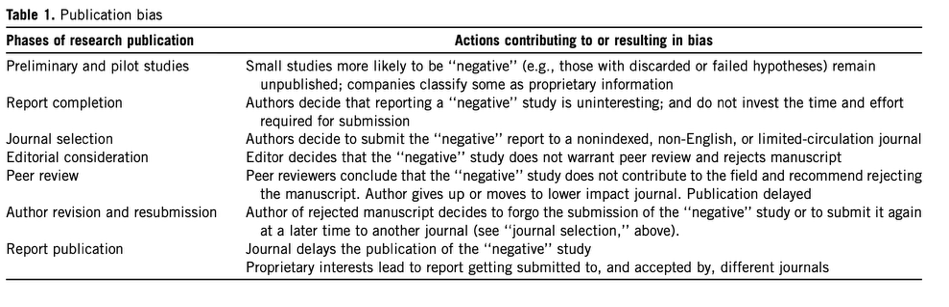 Table 1. Publication bias
Phases of research publication Actions contributing to or resulting in bias
Preliminary and pilot studies Small studies more likely to be ‘‘negative’’ (e.g., those with discarded or failed hypotheses) remain
unpublished; companies classify some as proprietary information
Report completion Authors decide that reporting a ‘‘negative’’ study is uninteresting; and do not invest the time and effort
required for submission
Journal selection Authors decide to submit the ‘‘negative’’ report to a nonindexed, non-English, or limited-circulation journal
Editorial consideration Editor decides that the ‘‘negative’’ study does not warrant peer review and rejects manuscript
Peer review Peer reviewers conclude that the ‘‘negative’’ study does not contribute to the field and recommend rejecting
the manuscript. Author gives up or moves to lower impact journal. Publication delayed
Author revision and resubmission Author of rejected manuscript decides to forgo the submission of the ‘‘negative’’ study or to submit it again
at a later time to another journal (see ‘‘journal selection,’’ above).
Report publication Journal delays the publication of the ‘‘negative’’ study
Proprietary interests lead to report getting submitted to, and accepted by, different journals